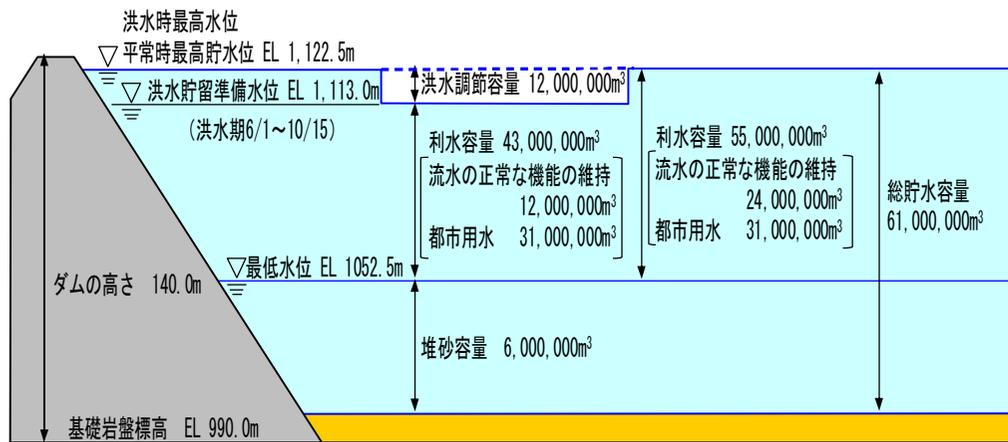 洪水時最高水位
平常時最高貯水位 EL 1,122.5m
洪水貯留準備水位 EL 1,113.0m
(洪水期6/1~10/15)
洪水調節容量 12,000,000m³
利水容量 43,000,000m³
流水の正常な機能の維持
12,000,000m³
都市用水 31,000,000m³
利水容量 55,000,000m³
流水の正常な機能の維持
24,000,000m³
都市用水 31,000,000m³
総貯水容量
61,000,000m³
最低水位 EL 1052.5m
ダムの高さ 140.0m
堆砂容量 6,000,000m³
基礎岩盤標高 EL 990.0m